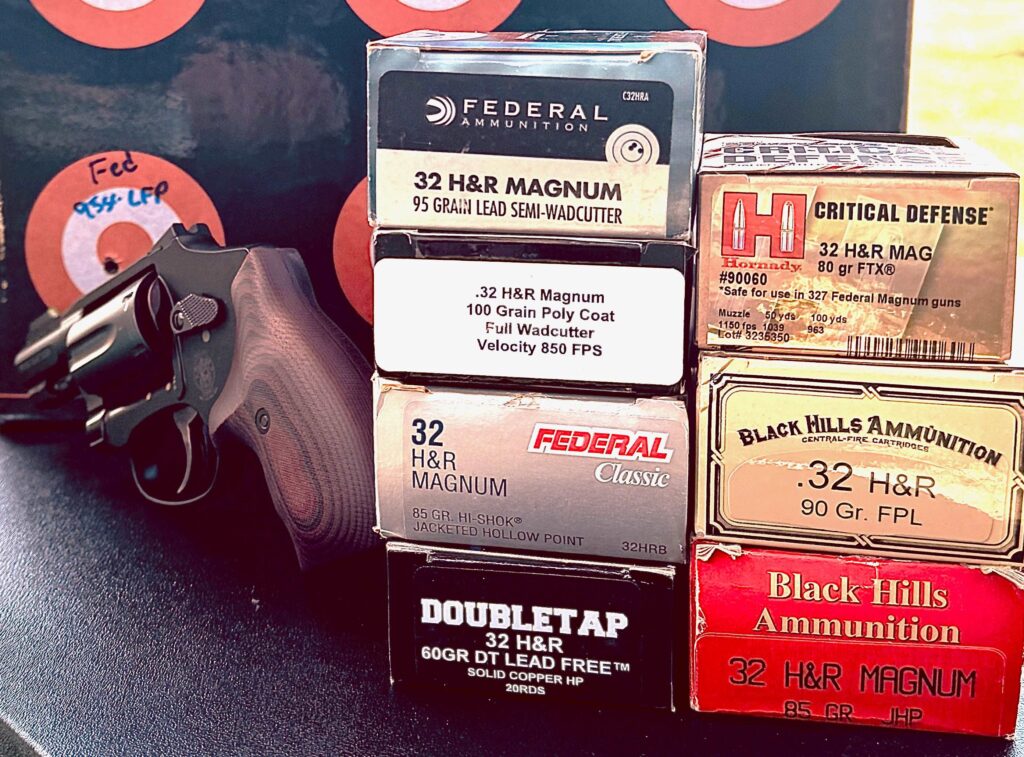 Fed
95gr LFP
FEDERAL
AMMUNITION
C32HRA
32 H&R MAGNUM
95 GRAIN LEAD SEMI-WADCUTTER
.32 H&R Magnum
100 Grain Poly Coat
Full Wadcutter
Velocity 850 FPS
32
H&R
MAGNUM
FEDERAL
Classic
85 GR. HI-SHOK®
JACKETED HOLLOW POINT
32HRB
DOUBLETAP
32 H&R
60GR DT LEAD FREE™
SOLID COPPER HP
20RDS
CRITICAL
DEFENSE
H
Hornady
CRITICAL DEFENSE®
32 H&R MAG
80 gr FTX®
#90060
*Safe for use in 327 Federal Magnum guns
Muzzle 50 yds 100 yds
1150 fps 1039 963
Lot# 3235350
BLACK HILLS AMMUNITION
CENTRAL-FIRE CARTRIDGES
.32 H&R
90 Gr. FPL
Black Hills
Ammunition
32 H&R MAGNUM
85 GR JHP